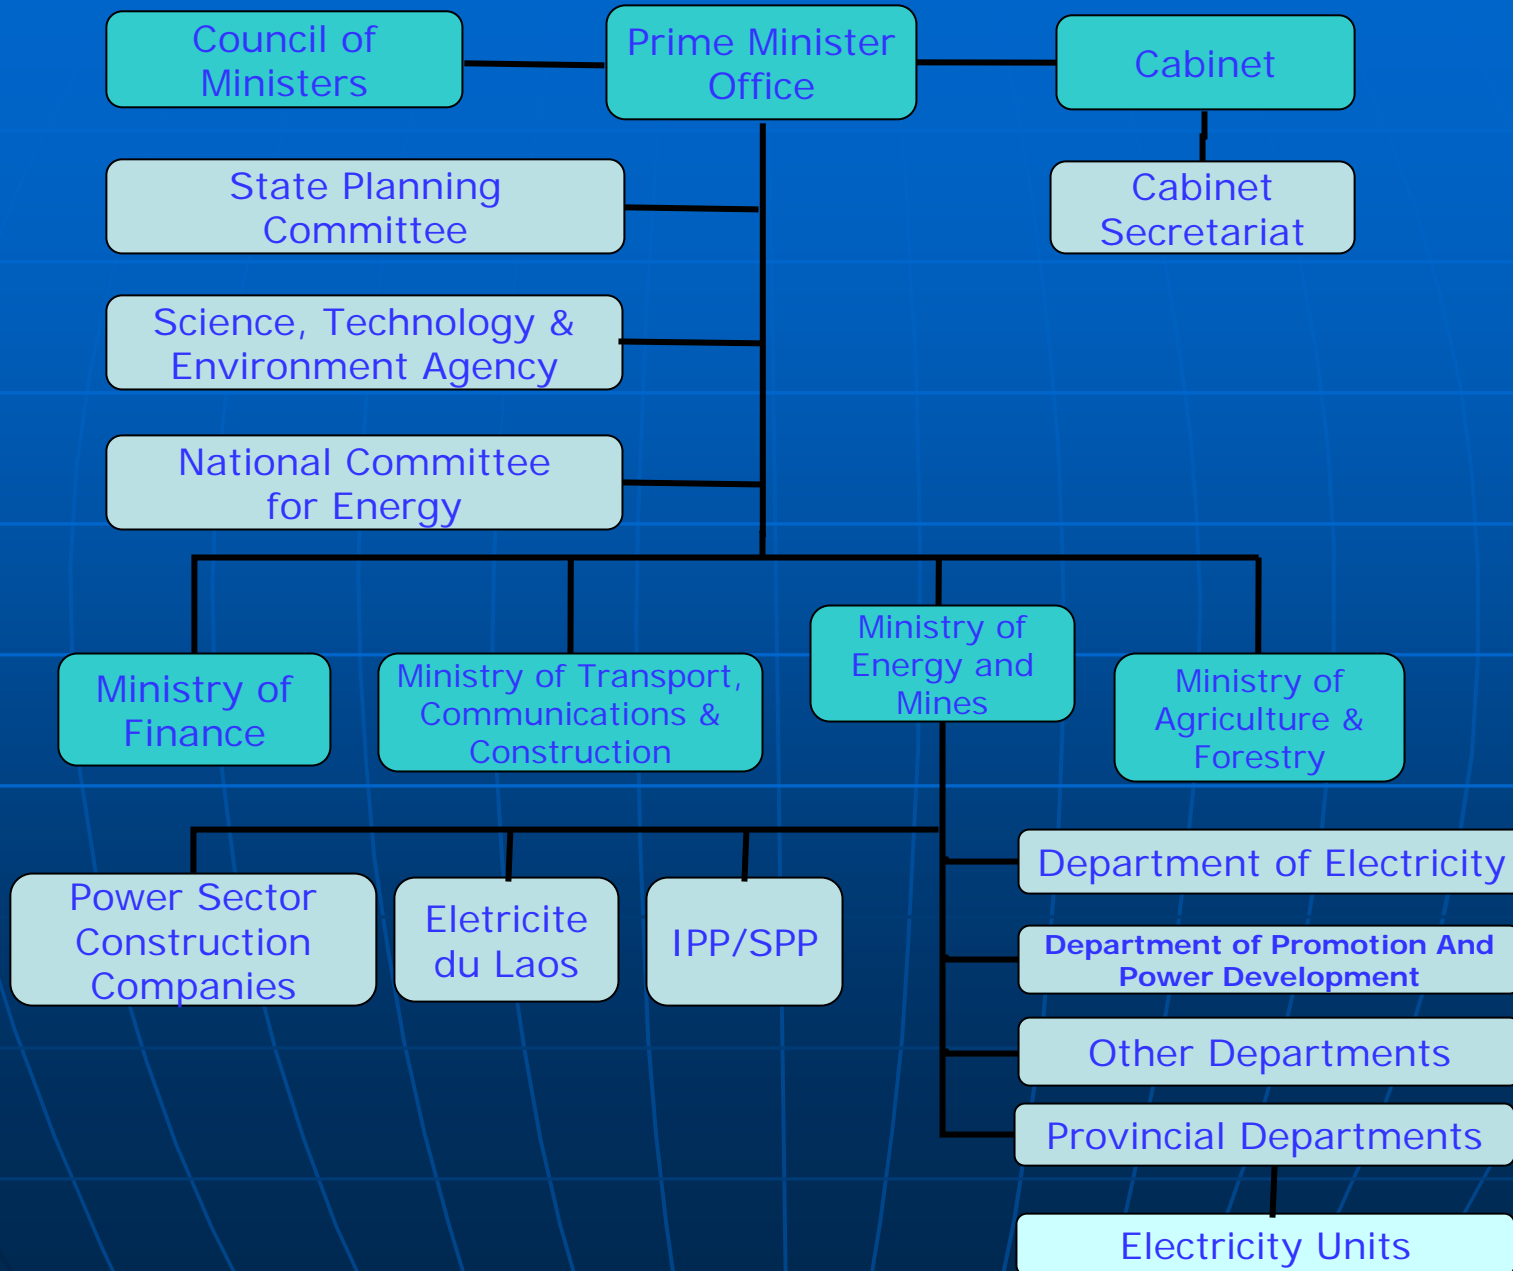 Council of
Ministers
Prime Minister
Office
Cabinet
State Planning
Committee
Cabinet
Secretariat
Science, Technology &
Environment Agency
National Committee
for Energy
Ministry of
Finance
Ministry of Transport,
Communications &
Construction
Ministry of
Energy and
Mines
Ministry of
Agriculture &
Forestry
Power Sector
Construction
Companies
Eletricite
du Laos
IPP/SPP
Department of Electricity
Department of Promotion And
Power Development
Other Departments
Provincial Departments
Electricity Units